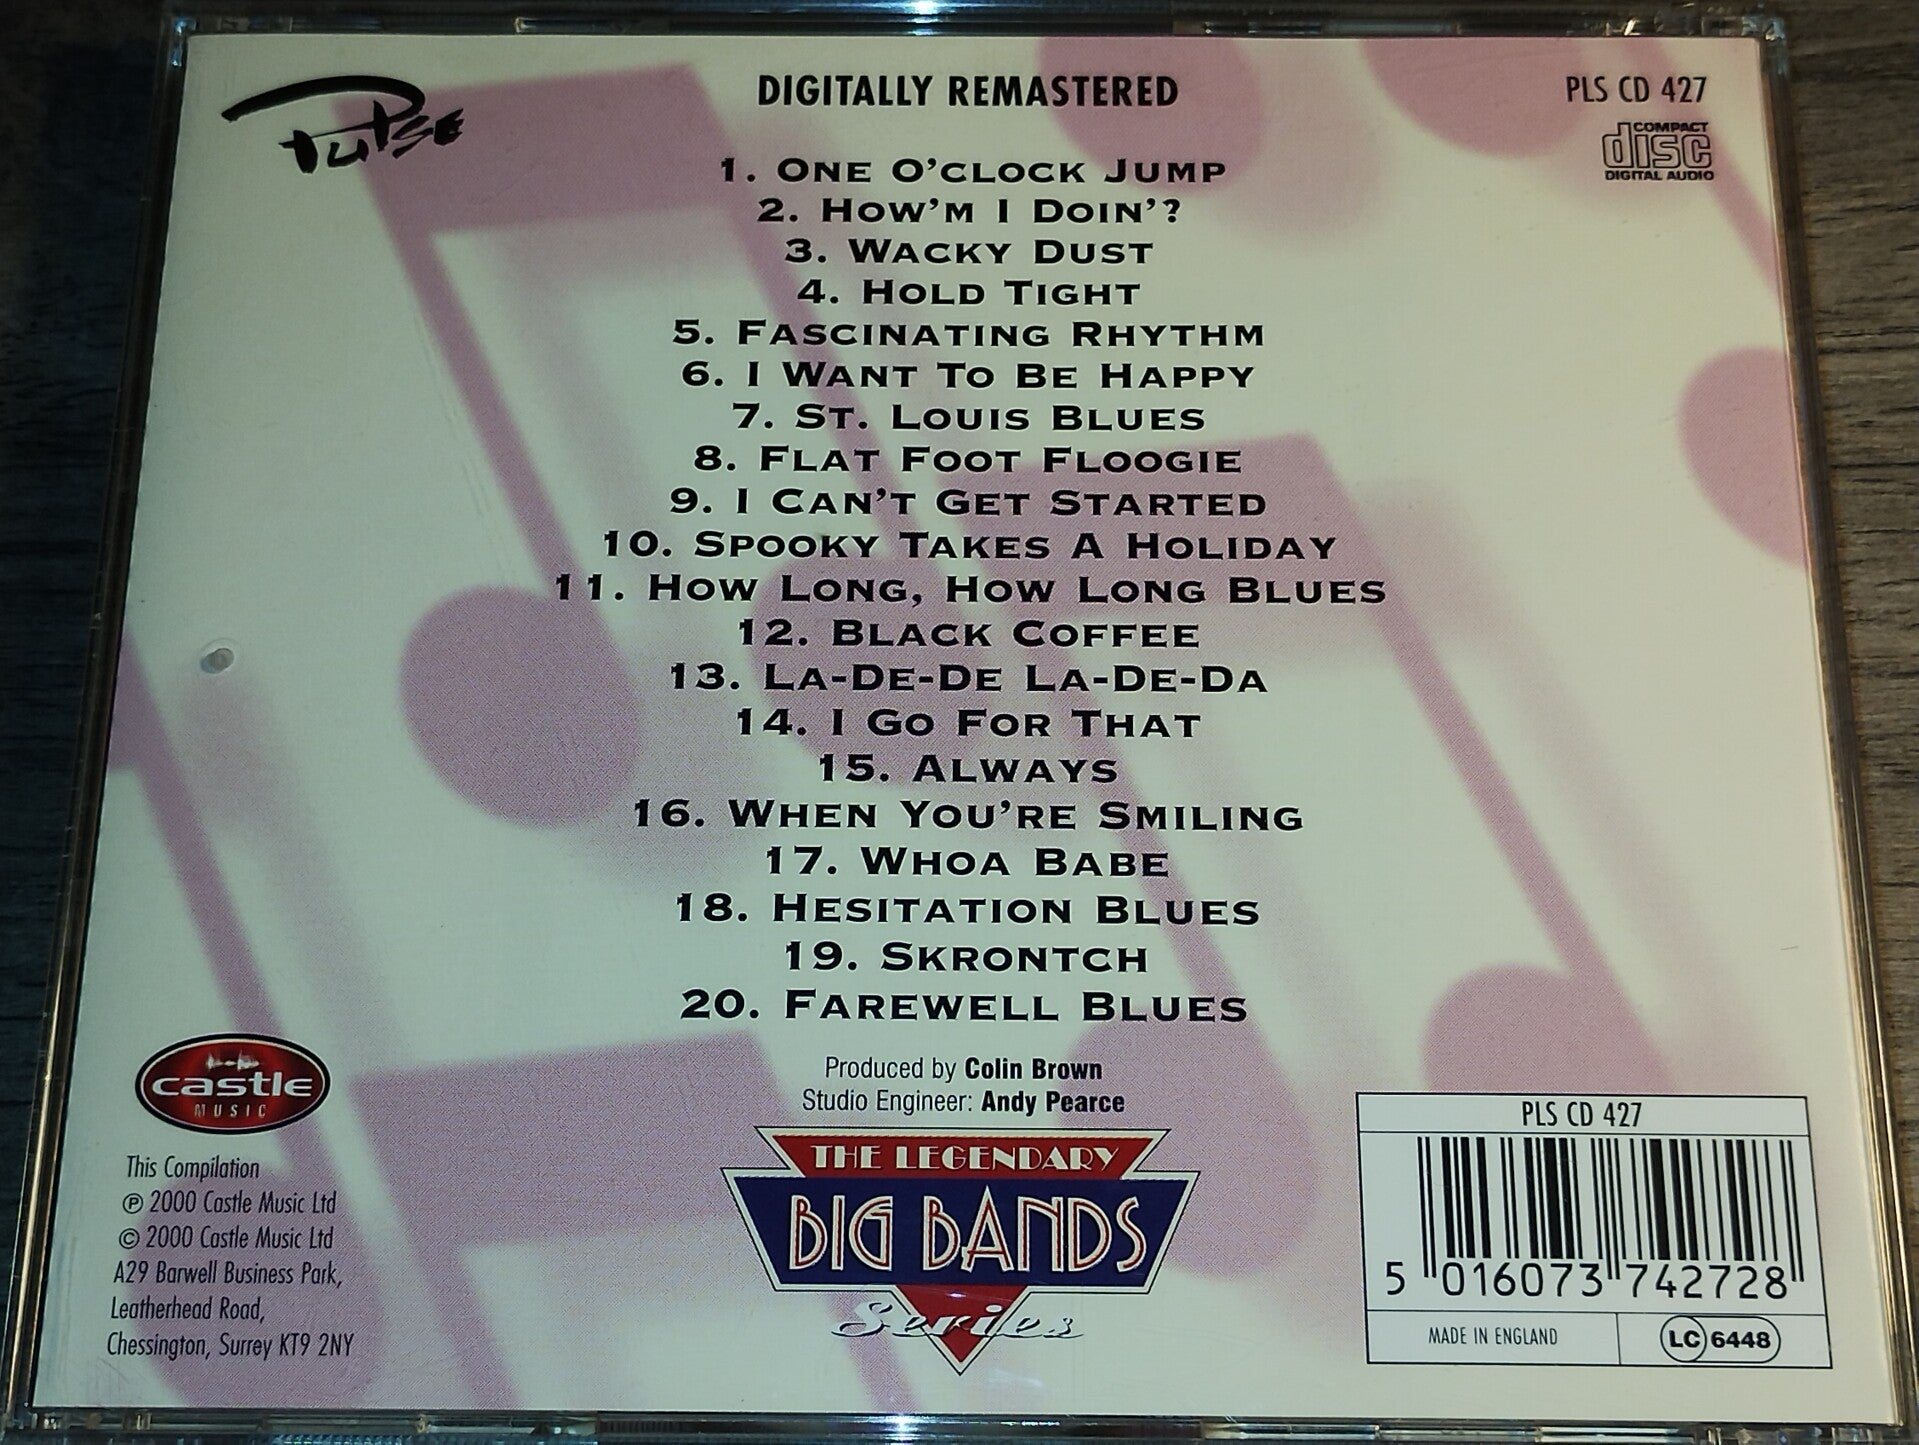 Pulse
DIGITALLY REMASTERED
PLS CD 427
COMPACT
disc
DIGITAL AUDIO
1. ONE O'CLOCK JUMP
2. HOW'M I DOIN'?
3. WACKY DUST
4. HOLD TIGHT
5. FASCINATING RHYTHM
6. I WANT TO BE HAPPY
7. ST. LOUIS BLUES
8. FLAT FOOT FLOOGIE
9. I CAN'T GET STARTED
10. SPOOKY TAKES A HOLIDAY
11. HOW LONG, HOW LONG BLUES
12. BLACK COFFEE
13. LA-DE-DE LA-DE-DA
14. I GO FOR THAT
15. ALWAYS
16. WHEN YOU'RE SMILING
17. WHOA BABE
18. HESITATION BLUES
19. SKRONTCH
20. FAREWELL BLUES
Produced by Colin Brown
Studio Engineer: Andy Pearce
castle
MUSIC
This Compilation
℗ 2000 Castle Music Ltd
© 2000 Castle Music Ltd
A29 Barwell Business Park,
Leatherhead Road,
Chessington, Surrey KT9 2NY
THE LEGENDARY
BIG BANDS
Series
PLS CD 427
5 016073 742728
MADE IN ENGLAND
LC 6448